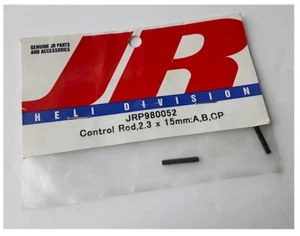 GENUINE JR PARTS
AND ACCESSORIES
JR
HELI DIVISION
JRP980052
Control Rod,2.3 x 15mm:A,B,CP